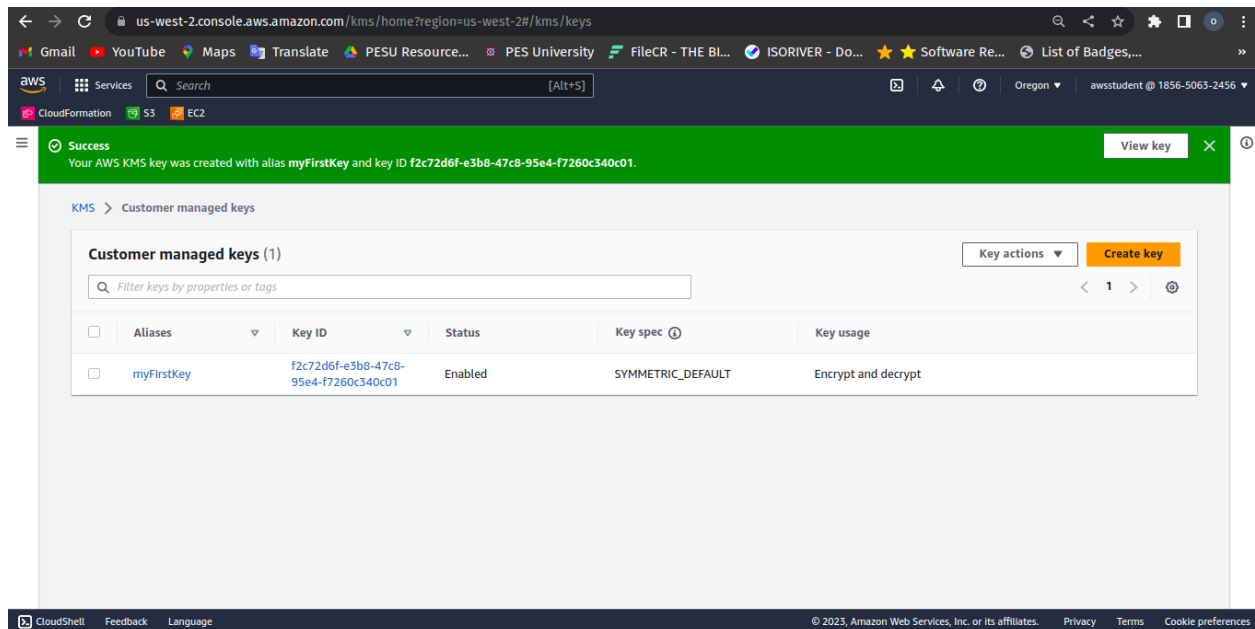 us-west-2.console.aws.amazon.com/kms/home?region=us-west-2#/kms/keys
Gmail YouTube Maps Translate PESU Resource... PES University FileCR - THE BI... ISORIVER - Do... Software Re... List of Badges,... »
aws Services Search [Alt+S] Oregon awsstudent @ 1856-5063-2456
CloudFormation S3 EC2
Success
View key
Your AWS KMS key was created with alias myFirstKey and key ID f2c72d6f-e3b8-47c8-95e4-f7260c340c01.
KMS > Customer managed keys
Customer managed keys (1) Key actions Create key
Filter keys by properties or tags < 1 >
Aliases Key ID Status Key spec Key usage
myFirstKey f2c72d6f-e3b8-47c8- Enabled SYMMETRIC_DEFAULT Encrypt and decrypt
95e4-f7260c340c01
CloudShell Feedback Language © 2023, Amazon Web Services, Inc. or its affiliates. Privacy Terms Cookie preferences